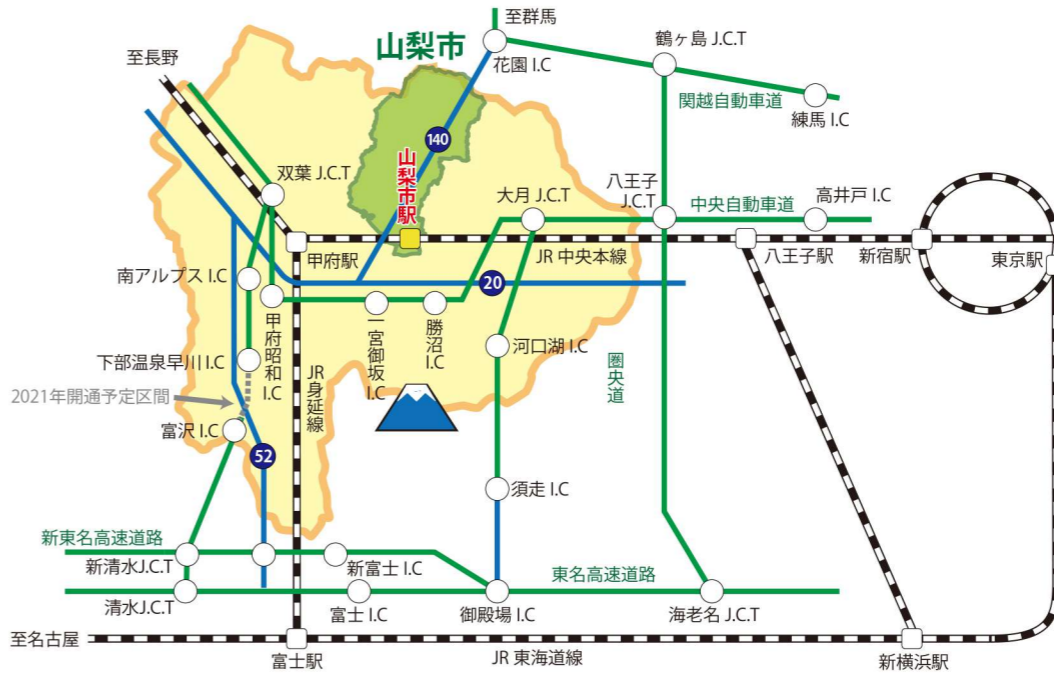 至群馬
山梨市
鶴ヶ島 J.C.T
花園 I.C
至長野
関越自動車道
練馬 I.C
140
山梨市駅
双葉 J.C.T
大月 J.C.T
八王子
J.C.T
中央自動車道
高井戸 I.C
甲府駅
JR 中央本線
八王子駅
新宿駅
東京駅
南アルプス I.C
20
甲府昭和 I.C
一宮御坂 I.C
勝沼 I.C
河口湖 I.C
下部温泉早川 I.C
JR身延線
圏央道
2021年開通予定区間
富沢 I.C
52
須走 I.C
新東名高速道路
新清水J.C.T
新富士 I.C
東名高速道路
清水J.C.T
富士 I.C
御殿場 I.C
海老名 J.C.T
至名古屋
富士駅
JR 東海道線
新横浜駅